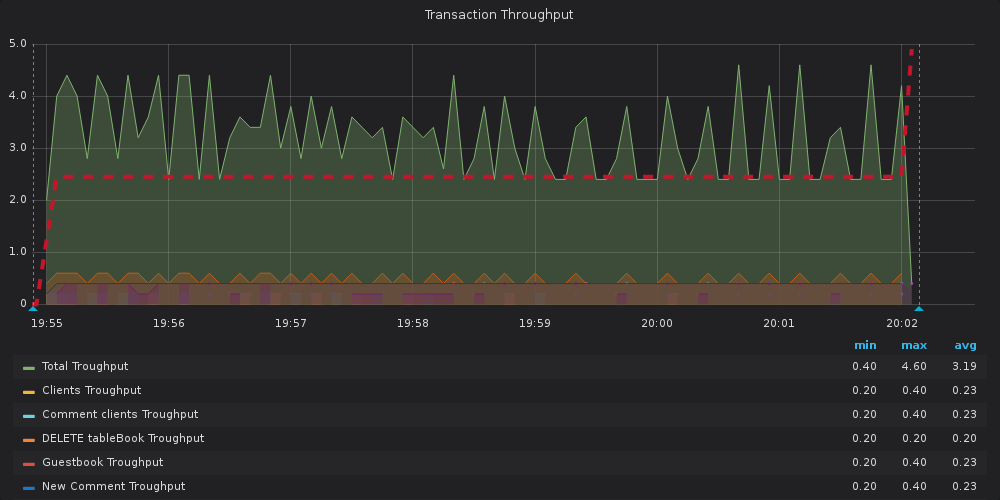 Transaction Throughput
5.0
4.0
3.0
2.0
1.0
0
19:55 19:56 19:57 19:58 19:59 20:00 20:01 20:02
min max avg
Total Troughput 0.40 4.60 3.19
Clients Troughput 0.20 0.40 0.23
Comment clients Troughput 0.20 0.40 0.23
DELETE tableBook Troughput 0.20 0.20 0.20
Guestbook Troughput 0.20 0.40 0.23
New Comment Troughput 0.20 0.40 0.23